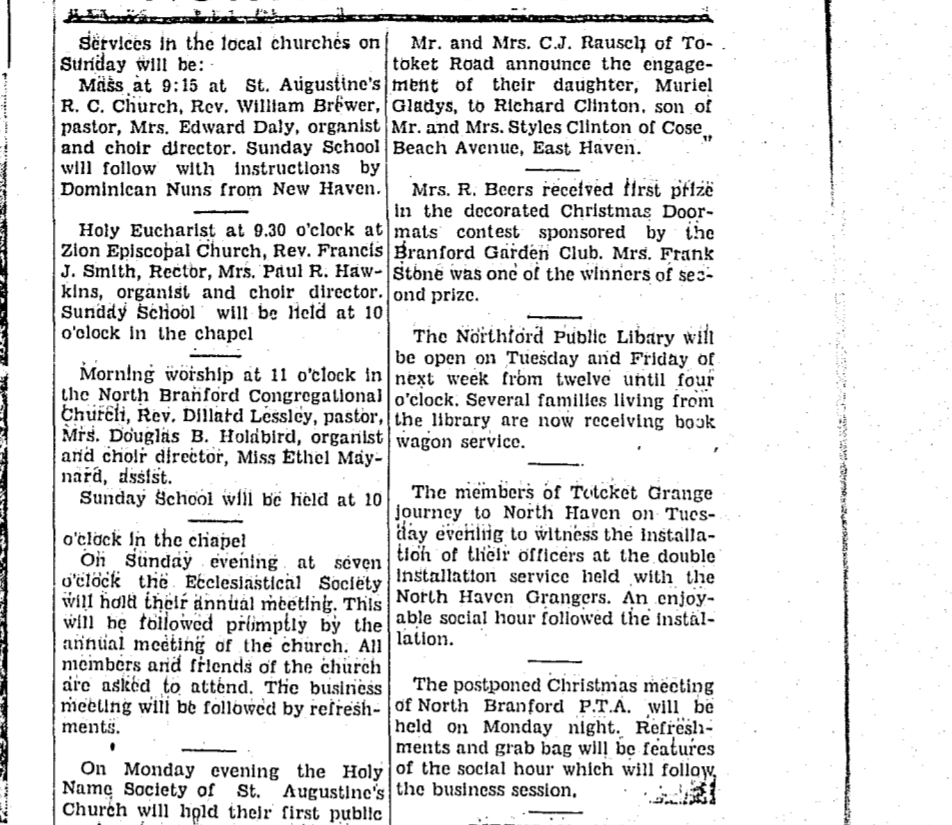 Services in the local churches on
Sunday will be:
Mass at 9:15 at St. Augustine's
R. C. Church, Rev. William Brewer,
pastor, Mrs. Edward Daly, organist
and choir director. Sunday School
will follow with instructions by
Dominican Nuns from New Haven.
Holy Eucharist at 9.30 o'clock at
Zion Episcopal Church, Rev. Francis
J. Smith, Rector, Mrs. Paul R. Haw-
kins, organist and choir director.
Sunday School will be held at 10
o'clock in the chapel
Morning worship at 11 o'clock in
the North Branford Congregational
Church, Rev. Dillard Lessley, pastor,
Mrs. Douglas B. Holabird, organist
and choir director, Miss Ethel May-
nard, assist.
Sunday School will be held at 10
o'clock in the chapel
On Sunday evening at seven
o'clock the Ecclesiastical Society
will hold their annual meeting. This
will be followed promptly by the
annual meeting of the church. All
members and friends of the church
are asked to attend. The business
meeting will be followed by refresh-
ments.
On Monday evening the Holy
Name Society of St. Augustine's
Church will hold their first public
Mr. and Mrs. C.J. Rausch of To-
toket Road announce the engage-
ment of their daughter, Muriel
Gladys, to Richard Clinton, son of
Mr. and Mrs. Styles Clinton of Cosey
Beach Avenue, East Haven.
Mrs. R. Beers received first prize
in the decorated Christmas Door-
mats contest sponsored by the
Branford Garden Club. Mrs. Frank
Stone was one of the winners of sec-
ond prize.
The Northford Public Libary will
be open on Tuesday and Friday of
next week from twelve until four
o'clock. Several families living from
the library are now receiving book
wagon service.
The members of Totcket Grange
journey to North Haven on Tues-
day evening to witness the installa-
tion of their officers at the double
installation service held with the
North Haven Grangers. An enjoy-
able social hour followed the instal-
lation.
The postponed Christmas meeting
of North Branford P.T.A. will be
held on Monday night. Refresh-
ments and grab bag will be features
of the social hour which will follow
the business session.